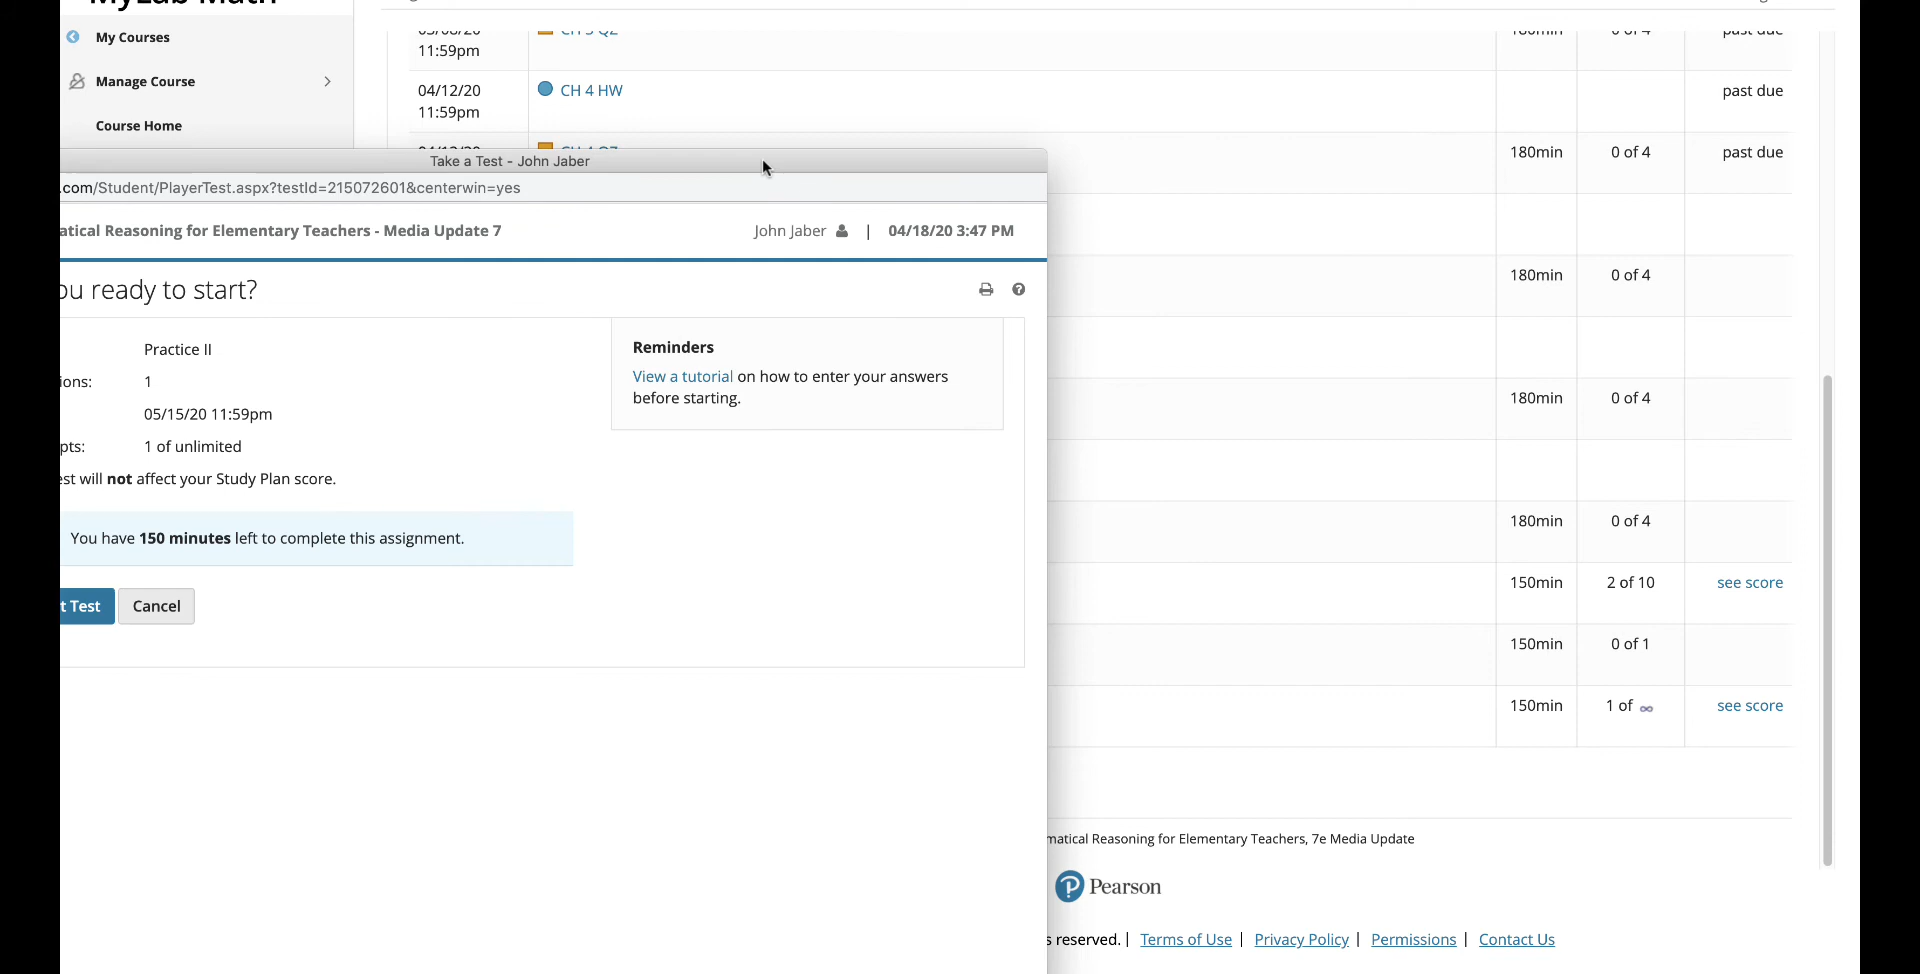 My Courses
Manage Course
Course Home
11:59pm
04/12/20
11:59pm
CH 4 HW
past due
180min
0 of 4
past due
Take a Test - John Jaber
.com/Student/PlayerTest.aspx?testId=215072601&centerwin=yes
atical Reasoning for Elementary Teachers - Media Update 7
John Jaber | 04/18/20 3:47 PM
ou ready to start?
Practice II
ions: 1
05/15/20 11:59pm
pts: 1 of unlimited
est will not affect your Study Plan score.
You have 150 minutes left to complete this assignment.
t Test
Cancel
Reminders
View a tutorial on how to enter your answers
before starting.
180min 0 of 4
180min 0 of 4
180min 0 of 4
150min 2 of 10 see score
150min 0 of 1
150min 1 of ∞ see score
matical Reasoning for Elementary Teachers, 7e Media Update
Pearson
s reserved. | Terms of Use | Privacy Policy | Permissions | Contact Us